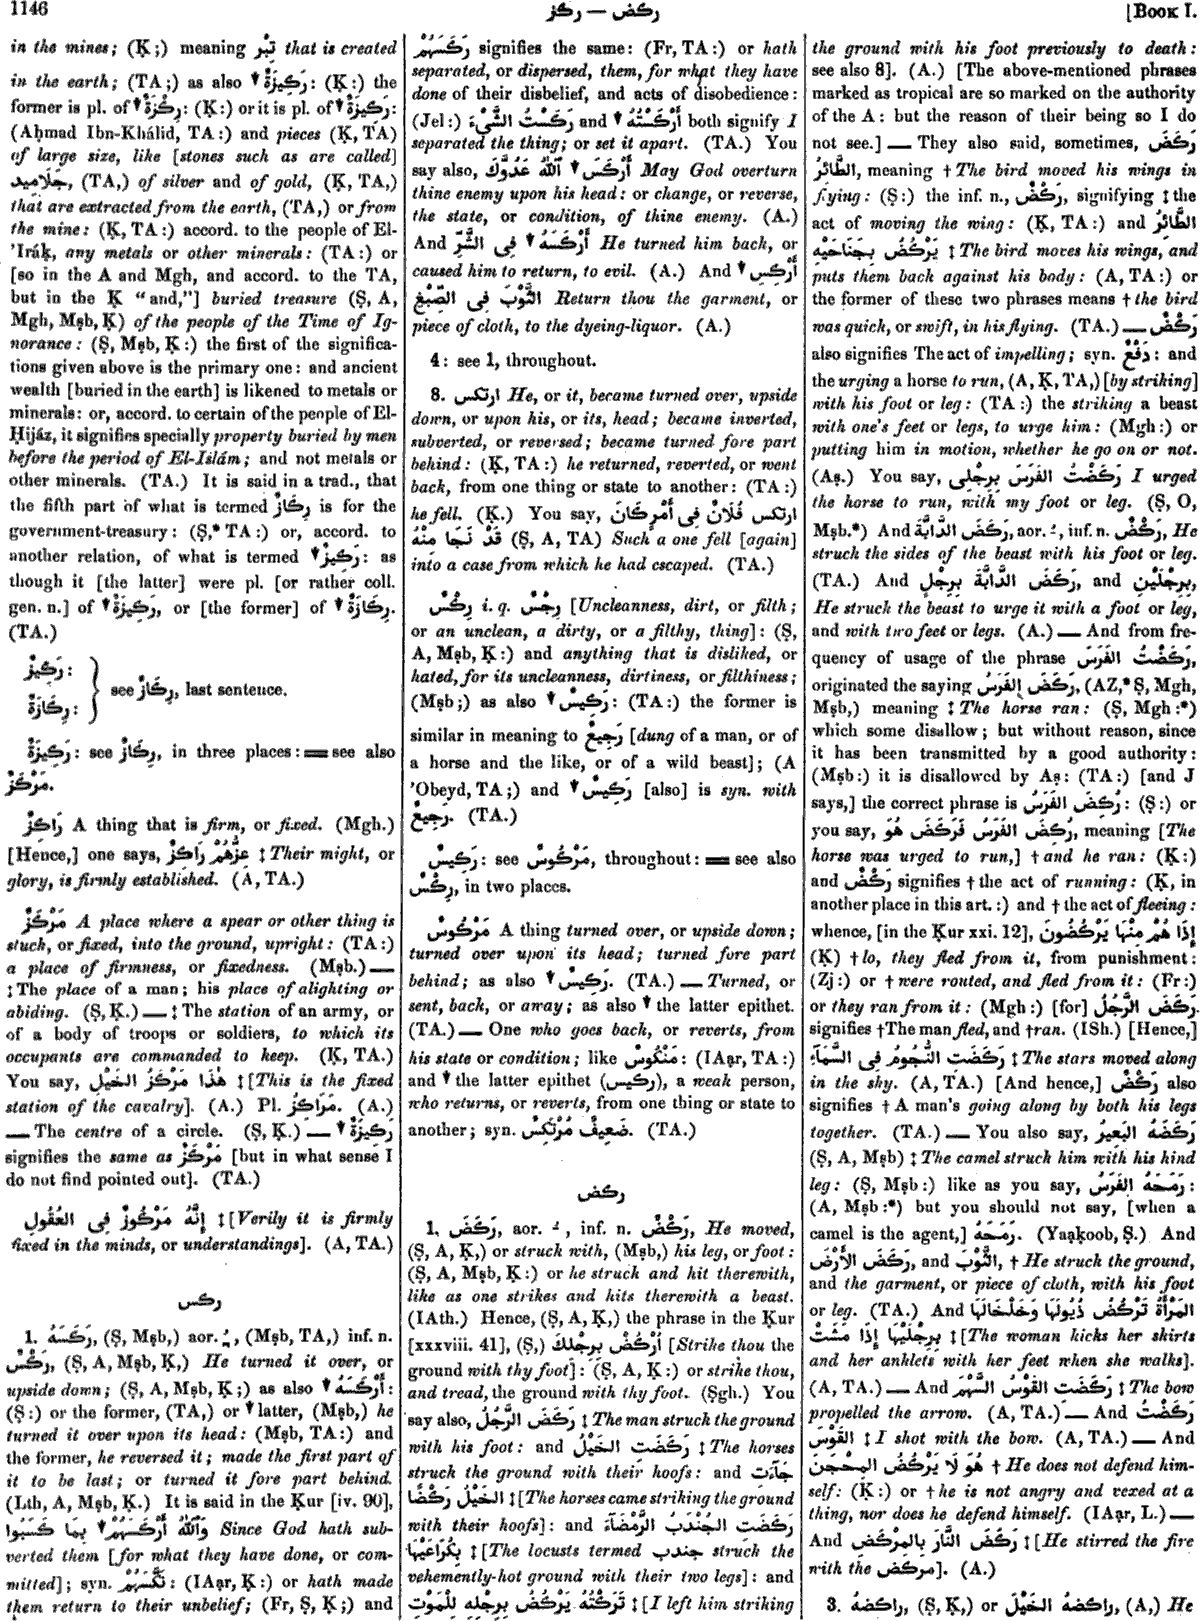 1146
ركض — ركز
[BOOK I.
in the mines; (Ḳ;) meaning تِبْر that is created
in the earth; (TA;) as also ↓ رَكِيزَةٌ: (Ḳ:) the
former is pl. of ↓ رِكْزَةٌ: (Ḳ:) or it is pl. of ↓ رَكِيزَةٌ:
(Aḥmad Ibn-Khálid, TA:) and pieces (Ḳ, TA)
of large size, like [stones such as are called]
جَلَامِيد, (TA,) of silver and of gold, (Ḳ, TA,)
that are extracted from the earth, (TA,) or from
the mine: (Ḳ, TA:) accord. to the people of El-
'Iráḳ, any metals or other minerals: (TA:) or
[so in the A and Mgh, and accord. to the TA,
but in the Ḳ "and,"] buried treasure (Ṣ, A,
Mgh, Mṣb, Ḳ) of the people of the Time of Ig-
norance: (Ṣ, Mṣb, Ḳ:) the first of the significa-
tions given above is the primary one: and ancient
wealth [buried in the earth] is likened to metals or
minerals: or, accord. to certain of the people of El-
Ḥijáz, it signifies specially property buried by men
before the period of El-Islám; and not metals or
other minerals. (TA.) It is said in a trad., that
the fifth part of what is termed رِكَاز is for the
government-treasury: (Ṣ,* TA:) or, accord. to
another relation, of what is termed ↓ رَكِيز: as
though it [the latter] were pl. [or rather coll.
gen. n.] of ↓ رَكِيزَةٌ, or [the former] of ↓ رِكَازَةٌ.
(TA.)
رَكِيزٌ:
رِكَازَةٌ:
see رِكَازٌ, last sentence.
رَكِيزَةٌ: see رِكَازٌ, in three places: ＝ see also
مَرْكَزٌ.
رَاكِزٌ A thing that is firm, or fixed. (Mgh.)
[Hence,] one says, عِزُّهُمْ رَاكِزٌ ‡ Their might, or
glory, is firmly established. (A, TA.)
مَرْكَزٌ A place where a spear or other thing is
stuck, or fixed, into the ground, upright: (TA:)
a place of firmness, or fixedness. (Mṣb.) —
‡ The place of a man; his place of alighting or
abiding. (Ṣ, Ḳ.) — ‡ The station of an army, or
of a body of troops or soldiers, to which its
occupants are commanded to keep. (Ḳ, TA.)
You say, هٰذَا مَرْكَزُ الخَيْلِ ‡ [This is the fixed
station of the cavalry]. (A.) Pl. مَرَاكِزُ. (A.)
— The centre of a circle. (Ṣ, Ḳ.) — ↓ رَكِيزَةٌ
signifies the same as مَرْكَزٌ [but in what sense I
do not find pointed out]. (TA.)
إِنَّهُ مَرْكُوزٌ فِى العُقُولِ ‡ [Verily it is firmly
fixed in the minds, or understandings]. (A, TA.)
ركس
1. رَكَسَهُ, (Ṣ, Mṣb,) aor. ـُ, (Mṣb, TA,) inf. n.
رَكْسٌ, (Ṣ, A, Mṣb, Ḳ,) He turned it over, or
upside down; (Ṣ, A, Mṣb, Ḳ;) as also ↓ أَرْكَسَهُ:
(Ṣ:) or the former, (TA,) or ↓ latter, (Mṣb,) he
turned it over upon its head: (Mṣb, TA:) and
the former, he reversed it; made the first part of
it to be last; or turned it fore part behind.
(Lth, A, Mṣb, Ḳ.) It is said in the Ḳur [iv. 90],
وَاللّٰهُ أَرْكَسَهُمْ ↓ بِمَا كَسَبُوا Since God hath sub-
verted them [for what they have done, or com-
mitted]; syn. نَكَّسَهُمْ: (IAạr, Ḳ:) or hath made
them return to their unbelief; (Fr, Ṣ, Ḳ;) and
رَكَسَهُمْ signifies the same: (Fr, TA:) or hath
separated, or dispersed, them, for what they have
done of their disbelief, and acts of disobedience:
(Jel:) رَكَسْتُ الشَّىْءَ and ↓ أَرْكَسْتُهُ both signify I
separated the thing; or set it apart. (TA.) You
say also, أَرْكَسَ ↓ اللّٰهُ عَدُوَّكَ May God overturn
thine enemy upon his head: or change, or reverse,
the state, or condition, of thine enemy. (A.)
And أَرْكَسَهُ ↓ فِى الشَّرِّ He turned him back, or
caused him to return, to evil. (A.) And ↓ أَرْكِسِ
الثَّوْبَ فِى الصِّبْغِ Return thou the garment, or
piece of cloth, to the dyeing-liquor. (A.)
4: see 1, throughout.
8. ارتكس He, or it, became turned over, upside
down, or upon his, or its, head; became inverted,
subverted, or reversed; became turned fore part
behind: (Ḳ, TA:) he returned, reverted, or went
back, from one thing or state to another: (TA:)
he fell. (Ḳ.) You say, ارتكس فُلَانٌ فِى أَمْرٍ كَانَ
قَدْ نَجَا مِنْهُ (Ṣ, A, TA) Such a one fell [again]
into a case from which he had escaped. (TA.)
رِكْسٌ i. q. رِجْسٌ [Uncleanness, dirt, or filth;
or an unclean, a dirty, or a filthy, thing]: (Ṣ,
A, Mṣb, Ḳ:) and anything that is disliked, or
hated, for its uncleanness, dirtiness, or filthiness;
(Mṣb;) as also ↓ رَكِيسٌ: (TA:) the former is
similar in meaning to رَجِيعٌ [dung of a man, or of
a horse and the like, or of a wild beast]; (A
'Obeyd, TA;) and ↓ رَكِيسٌ [also] is syn. with
رَجِيعٌ. (TA.)
رَكِيسٌ: see مَرْكُوسٌ, throughout: ＝ see also
رِكْسٌ, in two places.
مَرْكُوسٌ A thing turned over, or upside down;
turned over upon its head; turned fore part
behind; as also ↓ رَكِيسٌ. (TA.) — Turned, or
sent, back, or away; as also ↓ the latter epithet.
(TA.) — One who goes back, or reverts, from
his state or condition; like مَنْكُوسٌ: (IAạr, TA:)
and ↓ the latter epithet (ركيس), a weak person,
who returns, or reverts, from one thing or state to
another; syn. ضَعِيفٌ مُرْتَكِسٌ. (TA.)
ركض
1. رَكَضَ, aor. ـُ, inf. n. رَكْضٌ, He moved,
(Ṣ, A, Ḳ,) or struck with, (Mṣb,) his leg, or foot:
(Ṣ, A, Mṣb, Ḳ:) or he struck and hit therewith,
like as one strikes and hits therewith a beast.
(IAth.) Hence, (Ṣ, A, Ḳ,) the phrase in the Ḳur
[xxxviii. 41], (Ṣ,) اُرْكُضْ بِرِجْلِكَ [Strike thou the
ground with thy foot]: (Ṣ, A, Ḳ:) or strike thou,
and tread, the ground with thy foot. (Ṣgh.) You
say also, رَكَضَ الرَّجُلُ ‡ The man struck the ground
with his foot: and رَكَضَتِ الخَيْلُ ‡ The horses
struck the ground with their hoofs: and جَآءَتِ
الخَيْلُ رَكْضًا ‡ [The horses came striking the ground
with their hoofs]: and رَكَضَتِ الجُنْدَبُ الرَّمْضَآءَ
بِكُرَاعَيْهَا ‡ [The locusts termed جندب struck the
vehemently-hot ground with their two legs]: and
تَرَكْتُهُ يَرْكُضُ بِرِجْلِهِ لِلْمَوْتِ ‡ [I left him striking
the ground with his foot previously to death:
see also 8]. (A.) [The above-mentioned phrases
marked as tropical are so marked on the authority
of the A: but the reason of their being so I do
not see.] — They also said, sometimes, رَكَضَ
الطَّائِرُ, meaning † The bird moved his wings in
flying: (Ṣ:) the inf. n., رَكْضٌ, signifying ‡ the
act of moving the wing: (Ḳ, TA:) and الطَّائِرُ
يَرْكُضُ بِجَنَاحَيْهِ ‡ The bird moves his wings, and
puts them back against his body: (A, TA:) or
the former of these two phrases means † the bird
was quick, or swift, in his flying. (TA.) — رَكْضٌ
also signifies The act of impelling; syn. دَفْعٌ: and
the urging a horse to run, (A, Ḳ, TA,) [by striking]
with his foot or leg: (TA:) the striking a beast
with one's feet or legs, to urge him: (Mgh:) or
putting him in motion, whether he go on or not.
(Aṣ.) You say, رَكَضْتُ الفَرَسَ بِرِجْلِى I urged
the horse to run, with my foot or leg. (Ṣ, O,
Mṣb.*) And رَكَضَ الدَّابَّةَ, aor. ـُ, inf. n. رَكْضٌ, He
struck the sides of the beast with his foot or leg.
(TA.) And رَكَضَ الدَّابَّةَ بِرِجْلٍ, and بِرِجْلَيْنِ,
He struck the beast to urge it with a foot or leg,
and with two feet or legs. (A.) — And from fre-
quency of usage of the phrase رَكَضْتُ الفَرَسَ,
originated the saying رَكَضَ الفَرَسُ, (AZ,* Ṣ, Mgh,
Mṣb,) meaning ‡ The horse ran: (Ṣ, Mgh:*)
which some disallow; but without reason, since
it has been transmitted by a good authority:
(Mṣb:) it is disallowed by Aṣ: (TA:) [and J
says,] the correct phrase is رُكِضَ الفَرَسُ: (Ṣ:) or
you say, رُكِضَ الفَرَسُ فَرَكَضَ هُوَ, meaning [The
horse was urged to run,] † and he ran: (Ḳ:)
and رَكْضٌ signifies † the act of running: (Ḳ, in
another place in this art.:) and † the act of fleeing:
whence, [in the Ḳur xxi. 12], إِذَا هُمْ مِنْهَا يَرْكُضُونَ
(Ḳ) † lo, they fled from it, from punishment:
(Zj:) or † were routed, and fled from it: (Fr:)
or they ran from it: (Mgh:) [for] رَكَضَ الرَّجُلُ
signifies † The man fled, and † ran. (ISh.) [Hence,]
رَكَضَتِ النُّجُومُ فِى السَّمَآءِ ‡ The stars moved along
in the sky. (A, TA.) [And hence,] رَكْضٌ also
signifies † A man's going along by both his legs
together. (TA.) — You also say, رَكَضَهُ البَعِيرُ
(Ṣ, A, Mṣb) ‡ The camel struck him with his hind
leg: (Ṣ, Mṣb:) like as you say, رَمَحَهُ الفَرَسُ:
(A, Mṣb:*) but you should not say, [when a
camel is the agent,] رَمَحَهُ. (Yaạḳoob, Ṣ.) And
رَكَضَ الأَرْضَ, and الثَّوْبَ, † He struck the ground,
and the garment, or piece of cloth, with his foot
or leg. (TA.) And المَرْأَةُ تَرْكُضُ ذُيُولَهَا وَخَلْخَالَهَا
بِرِجْلَيْهَا إِذَا مَشَتْ ‡ [The woman kicks her skirts
and her anklets with her feet when she walks].
(A, TA.) — And رَكَضَتِ القَوْسُ السَّهْمَ ‡ The bow
propelled the arrow. (A, TA.) — And رَكَضْتُ
القَوْسَ ‡ I shot with the bow. (A, TA.) — And
هُوَ لَا يَرْكُضُ المِحْجَنَ † He does not defend him-
self: (Ḳ:) or † he is not angry and vexed at a
thing, nor does he defend himself. (IAạr, L.) —
And رَكَضَ النَّارَ بِالمِرْكَضِ ‡ [He stirred the fire
with the مركض]. (A.)
3. راكضهُ, (Ṣ, Ḳ,) or راكضهُ الخَيْلَ, (A,) He